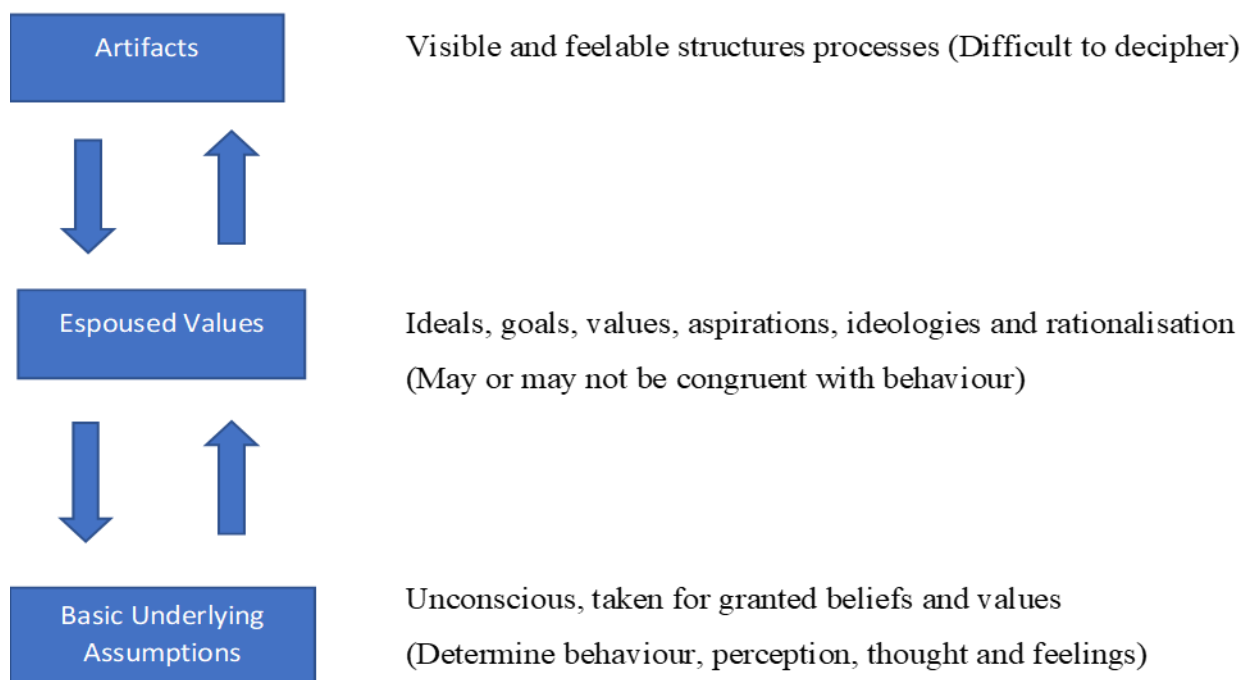 Artifacts
Visible and feelable structures processes (Difficult to decipher)
Espoused Values
Ideals, goals, values, aspirations, ideologies and rationalisation
(May or may not be congruent with behaviour)
Basic Underlying
Assumptions
Unconscious, taken for granted beliefs and values
(Determine behaviour, perception, thought and feelings)